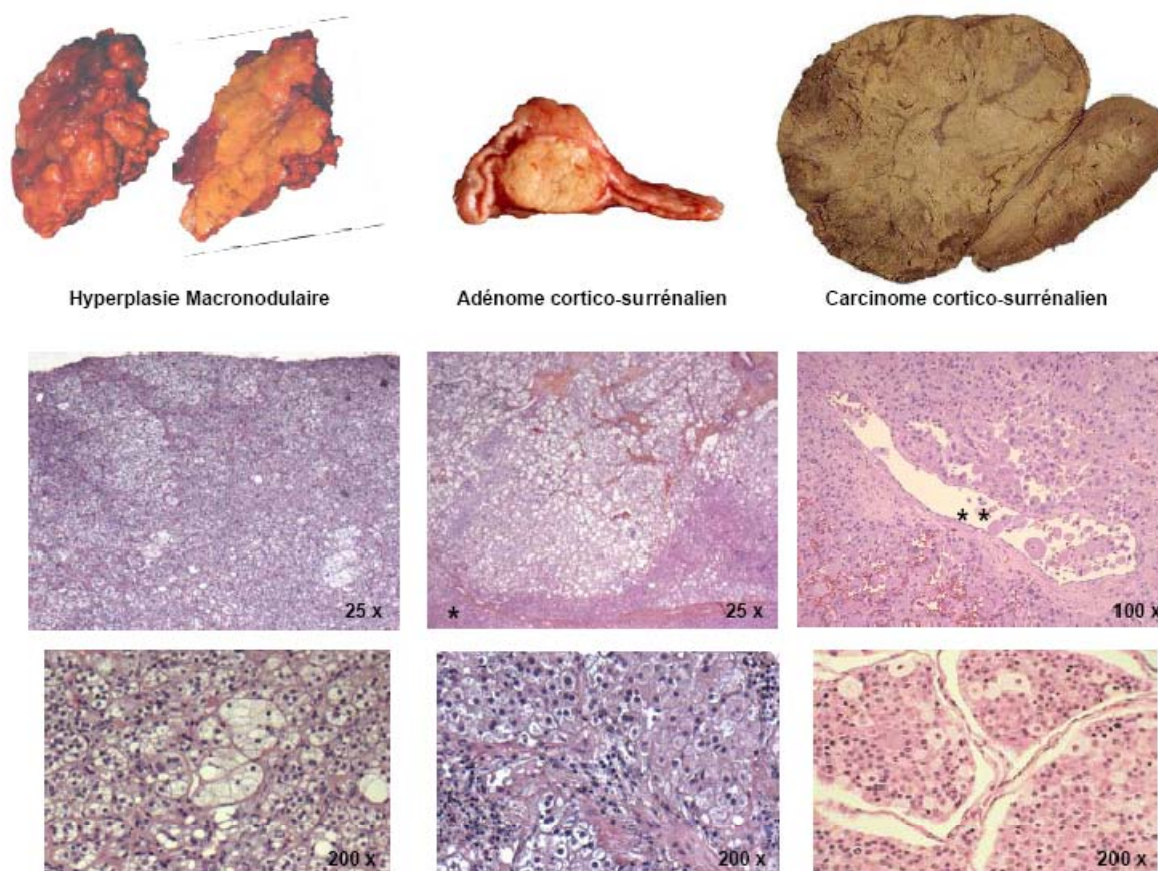 Hyperplasie Macronodulaire
Adénome cortico-surrénalien
Carcinome cortico-surrénalien
25 x
*
25 x
* *
100 x
200 x
200 x
200 x